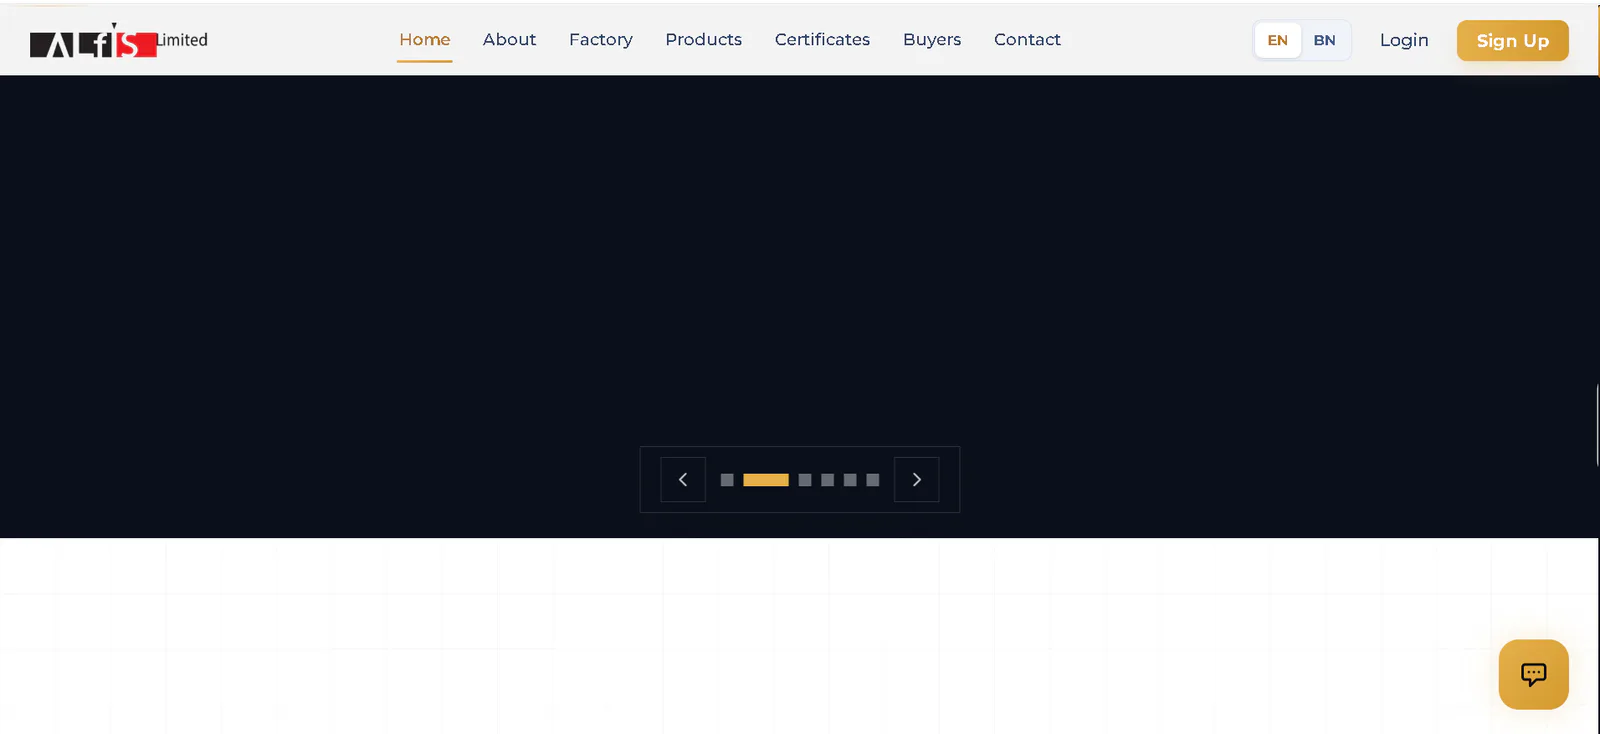 ALfiS Limited
Home
About
Factory
Products
Certificates
Buyers
Contact
EN
BN
Login
Sign Up